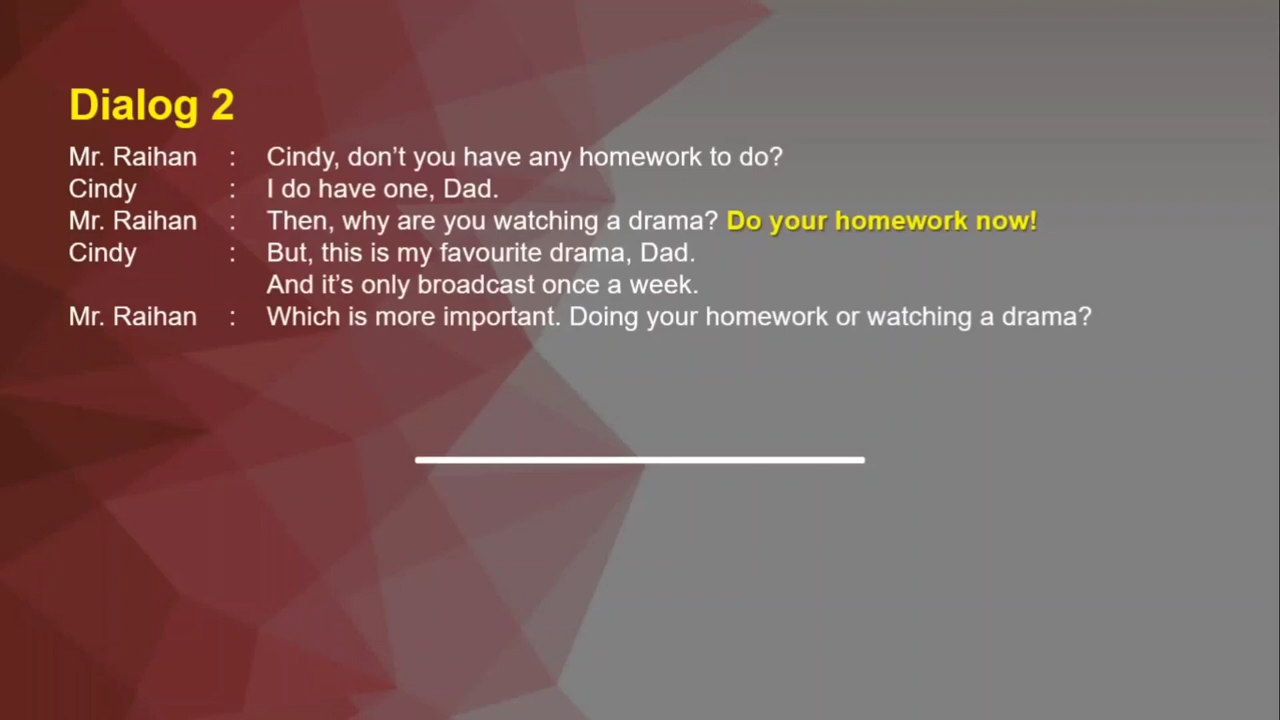 Dialog 2
Mr. Raihan : Cindy, don’t you have any homework to do?
Cindy : I do have one, Dad.
Mr. Raihan : Then, why are you watching a drama? Do your homework now!
Cindy : But, this is my favourite drama, Dad.
And it’s only broadcast once a week.
Mr. Raihan : Which is more important. Doing your homework or watching a drama?